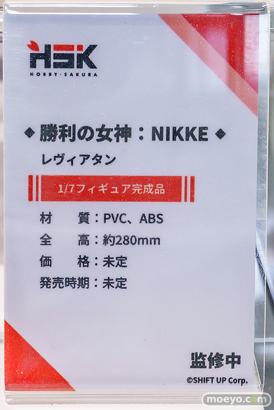 HSK
HOBBY·SAKURA
◆ 勝利の女神：NIKKE ◆
レヴィアタン
1/7フィギュア完成品
材　質：PVC、ABS
全　高：約280mm
価　格：未定
発売時期：未定
監修中
©SHIFT UP Corp.
moeyo.com